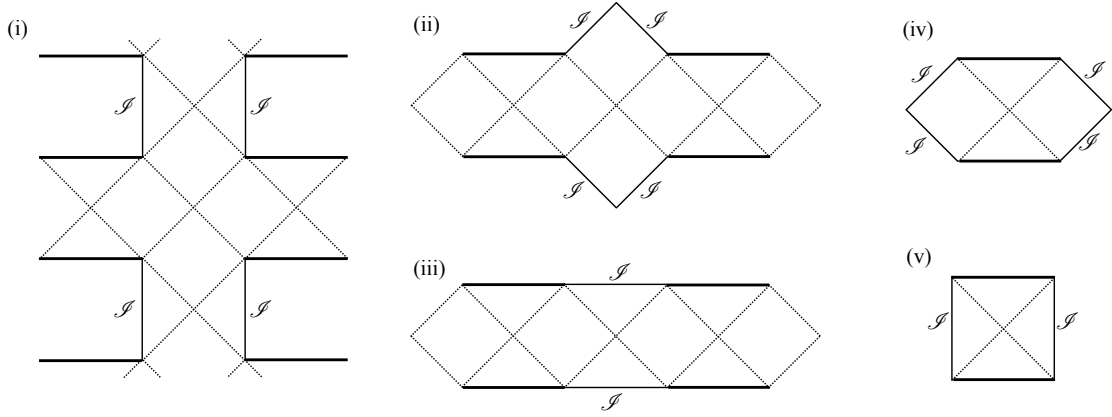 (i)
ℐ ℐ
ℐ ℐ
(ii)
ℐ ℐ
ℐ ℐ
(iii)
ℐ
ℐ
(iv)
ℐ ℐ
ℐ ℐ
(v)
ℐ ℐ